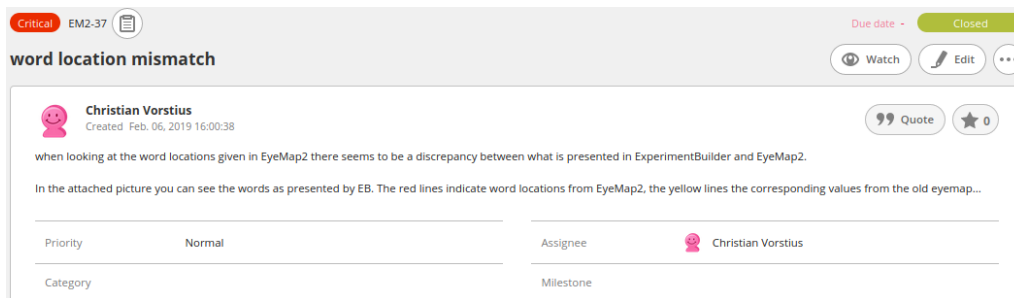 Critical EM2-37 Due date - Closed
word location mismatch Watch Edit
Christian Vorstius
Created Feb. 06, 2019 16:00:38 Quote 0
when looking at the word locations given in EyeMap2 there seems to be a discrepancy between what is presented in ExperimentBuilder and EyeMap2.
In the attached picture you can see the words as presented by EB. The red lines indicate word locations from EyeMap2, the yellow lines the corresponding values from the old eyemap...
Priority Normal Assignee Christian Vorstius
Category Milestone